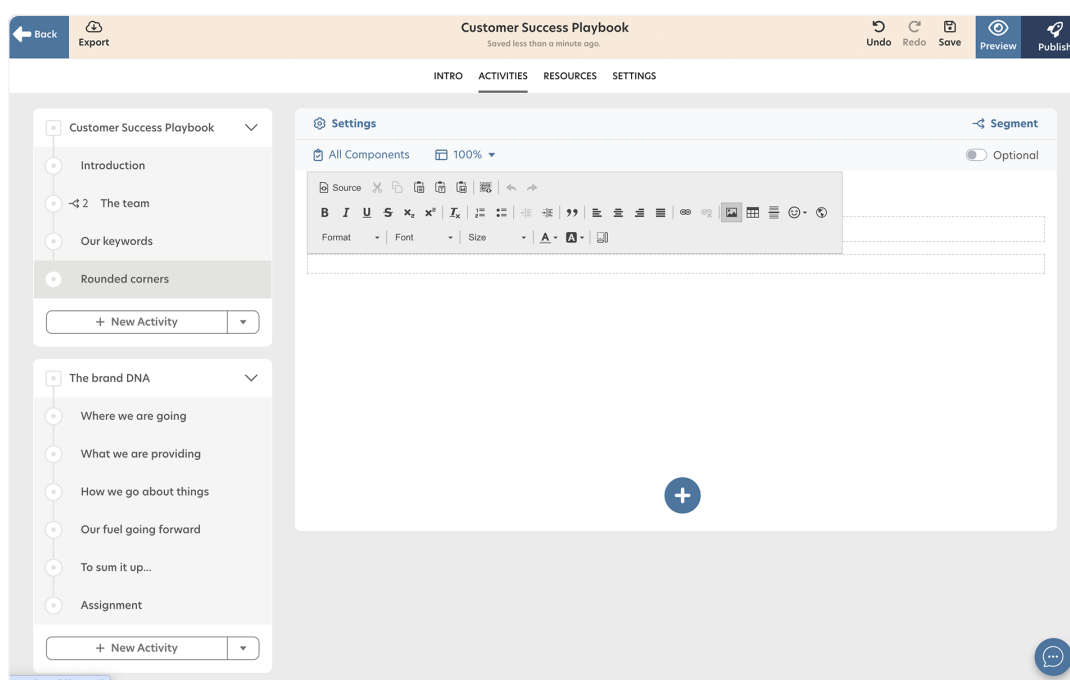 Back
Export
Customer Success Playbook
Saved less than a minute ago.
Undo
Redo
Save
Preview
Publish
INTRO
ACTIVITIES
RESOURCES
SETTINGS
Customer Success Playbook
Introduction
2 The team
Our keywords
Rounded corners
+ New Activity
The brand DNA
Where we are going
What we are providing
How we go about things
Our fuel going forward
To sum it up...
Assignment
+ New Activity
Settings
Segment
All Components
100%
Optional
Source
B I U S x₂ x² Iₓ
Format
Font
Size
A
A